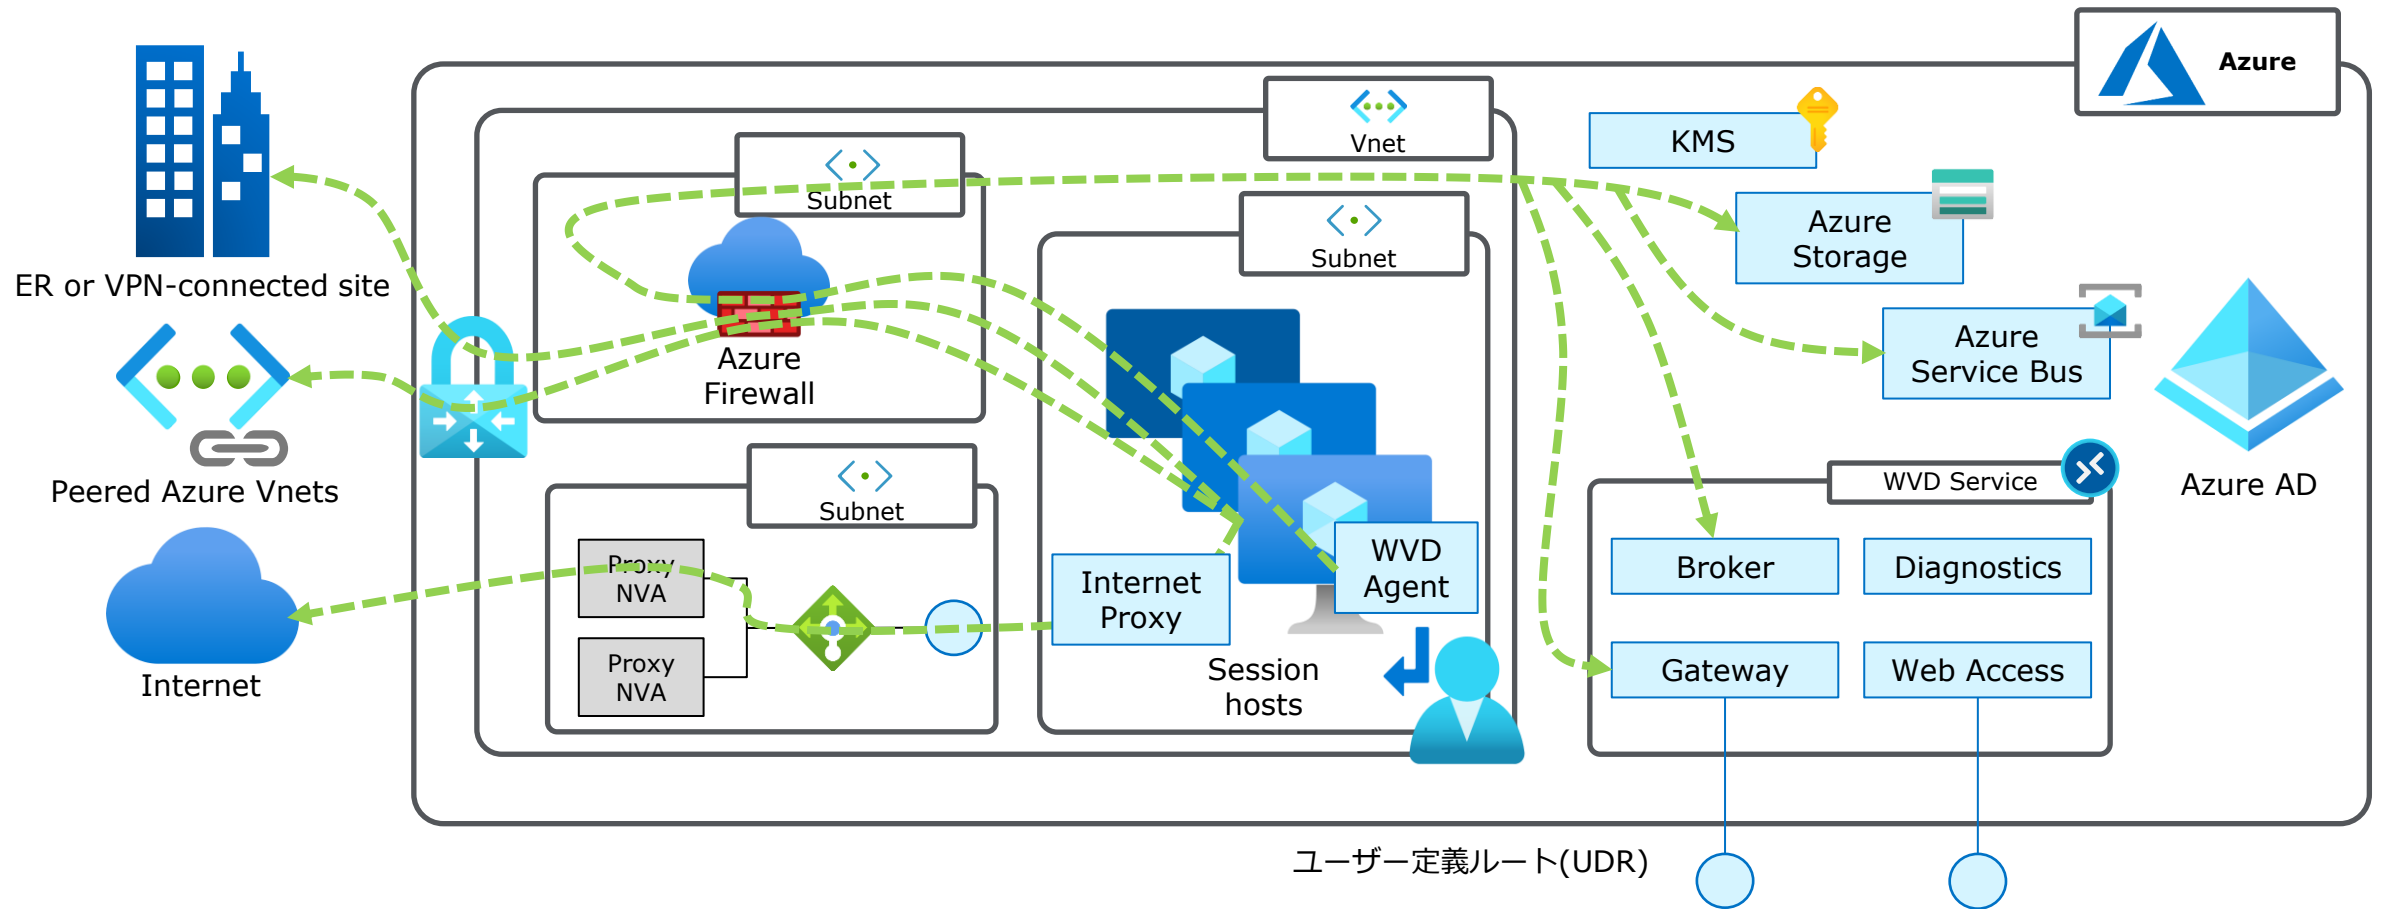 Azure
Vnet
KMS
Subnet
Azure
Storage
Subnet
ER or VPN-connected site
Azure
Service Bus
Azure
Firewall
Peered Azure Vnets
WVD Service
Azure AD
Subnet
Proxy
NVA
WVD
Agent
Internet
Proxy
Broker
Diagnostics
Proxy
NVA
Internet
Session
hosts
Gateway
Web Access
ユーザー定義ルート(UDR)